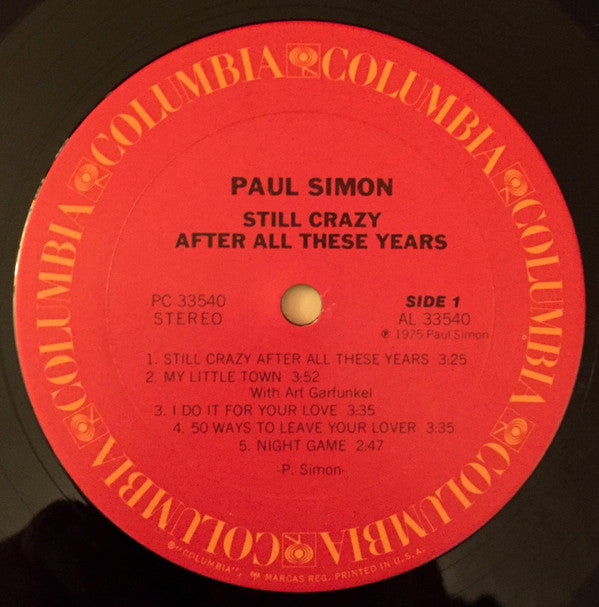 COLUMBIA COLUMBIA COLUMBIA COLUMBIA COLUMBIA COLUMBIA
PAUL SIMON
STILL CRAZY
AFTER ALL THESE YEARS
PC 33540
STEREO
SIDE 1
AL 33540
℗ 1975 Paul Simon
1. STILL CRAZY AFTER ALL THESE YEARS 3:25
2. MY LITTLE TOWN 3:52
With Art Garfunkel
3. I DO IT FOR YOUR LOVE 3:35
4. 50 WAYS TO LEAVE YOUR LOVER 3:35
5. NIGHT GAME 2:47
-P. Simon-
®"COLUMBIA", MARCAS REG. PRINTED IN U.S.A.